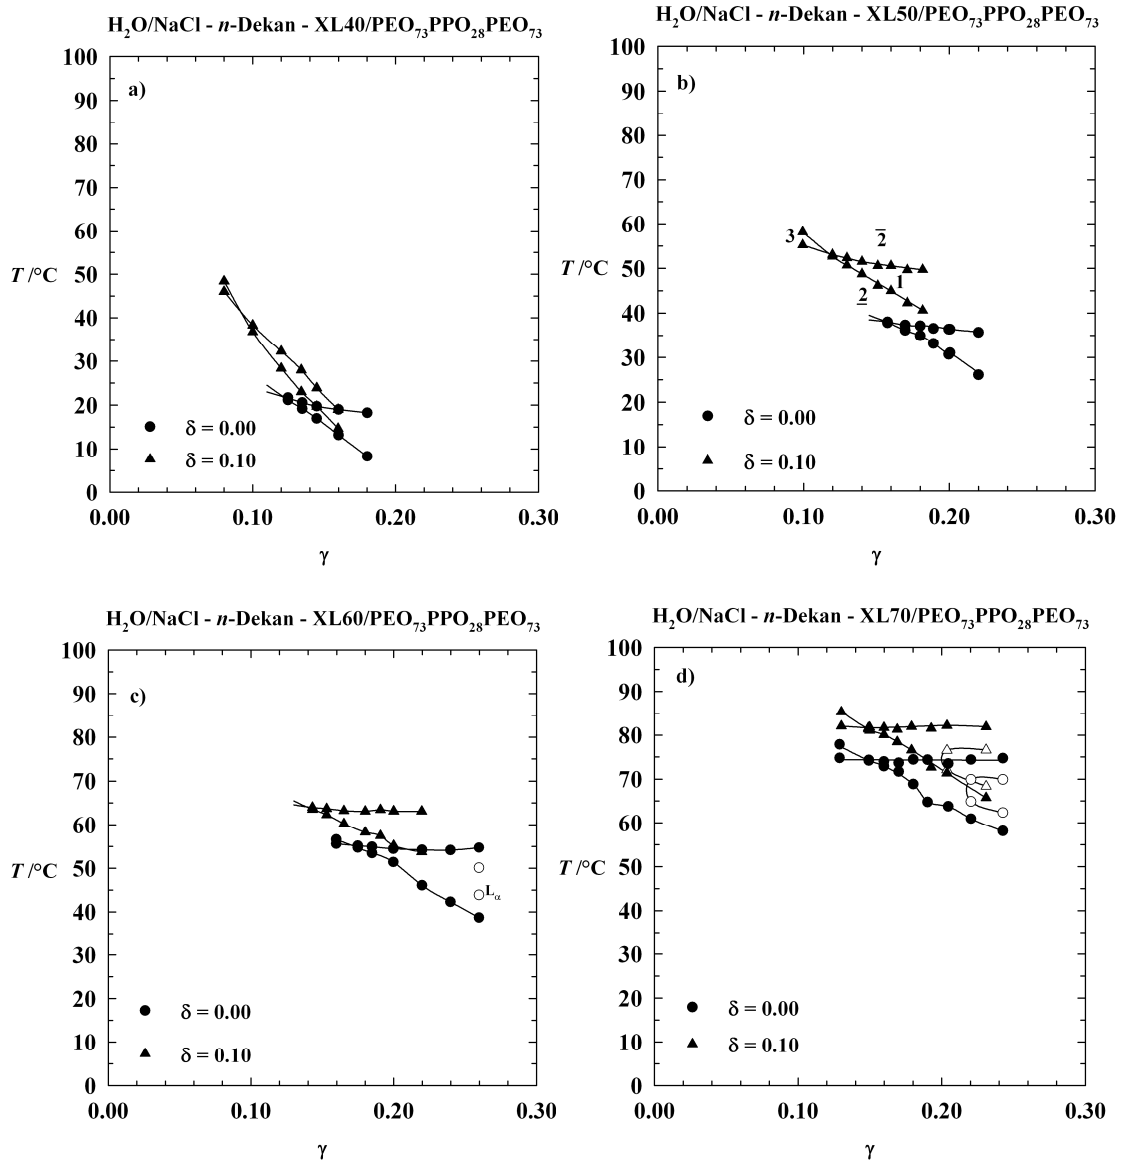 H₂O/NaCl - n-Dekan - XL40/PEO₇₃PPO₂₈PEO₇₃
100
a)
90
80
70
60
T /°C
50
40
30
20
δ = 0.00
10
δ = 0.10
0
0.00 0.10 0.20 0.30
γ
H₂O/NaCl - n-Dekan - XL50/PEO₇₃PPO₂₈PEO₇₃
100
b)
90
80
70
60
3 2̅
T /°C
50
1
2̲
40
30
20
δ = 0.00
10
δ = 0.10
0
0.00 0.10 0.20 0.30
γ
H₂O/NaCl - n-Dekan - XL60/PEO₇₃PPO₂₈PEO₇₃
100
c)
90
80
70
60
T /°C
50
Lα
40
30
20
δ = 0.00
10
δ = 0.10
0
0.00 0.10 0.20 0.30
γ
H₂O/NaCl - n-Dekan - XL70/PEO₇₃PPO₂₈PEO₇₃
100
d)
90
80
70
60
T /°C
50
40
30
20
δ = 0.00
10
δ = 0.10
0
0.00 0.10 0.20 0.30
γ